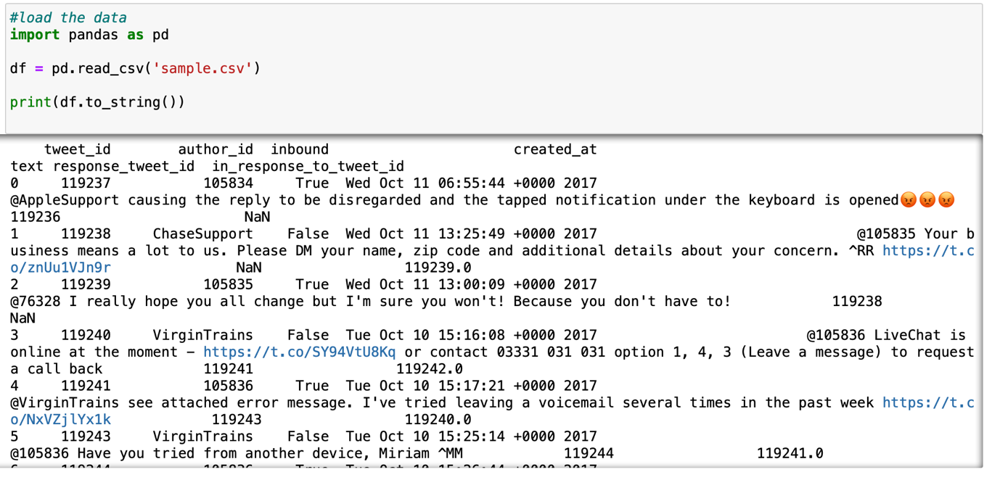 #load the data
import pandas as pd
df = pd.read_csv('sample.csv')
print(df.to_string())
tweet_id author_id inbound created_at
text response_tweet_id in_response_to_tweet_id
0 119237 105834 True Wed Oct 11 06:55:44 +0000 2017
@AppleSupport causing the reply to be disregarded and the tapped notification under the keyboard is opened😡😡😡
119236 NaN
1 119238 ChaseSupport False Wed Oct 11 13:25:49 +0000 2017 @105835 Your b
usiness means a lot to us. Please DM your name, zip code and additional details about your concern. ^RR https://t.c
o/znUu1VJn9r NaN 119239.0
2 119239 105835 True Wed Oct 11 13:00:09 +0000 2017
@76328 I really hope you all change but I'm sure you won't! Because you don't have to! 119238
NaN
3 119240 VirginTrains False Tue Oct 10 15:16:08 +0000 2017 @105836 LiveChat is
online at the moment – https://t.co/SY94VtU8Kq or contact 03331 031 031 option 1, 4, 3 (Leave a message) to request
a call back 119241 119242.0
4 119241 105836 True Tue Oct 10 15:17:21 +0000 2017
@VirginTrains see attached error message. I've tried leaving a voicemail several times in the past week https://t.c
o/NxVZjlYx1k 119243 119240.0
5 119243 VirginTrains False Tue Oct 10 15:25:14 +0000 2017
@105836 Have you tried from another device, Miriam ^MM 119244 119241.0